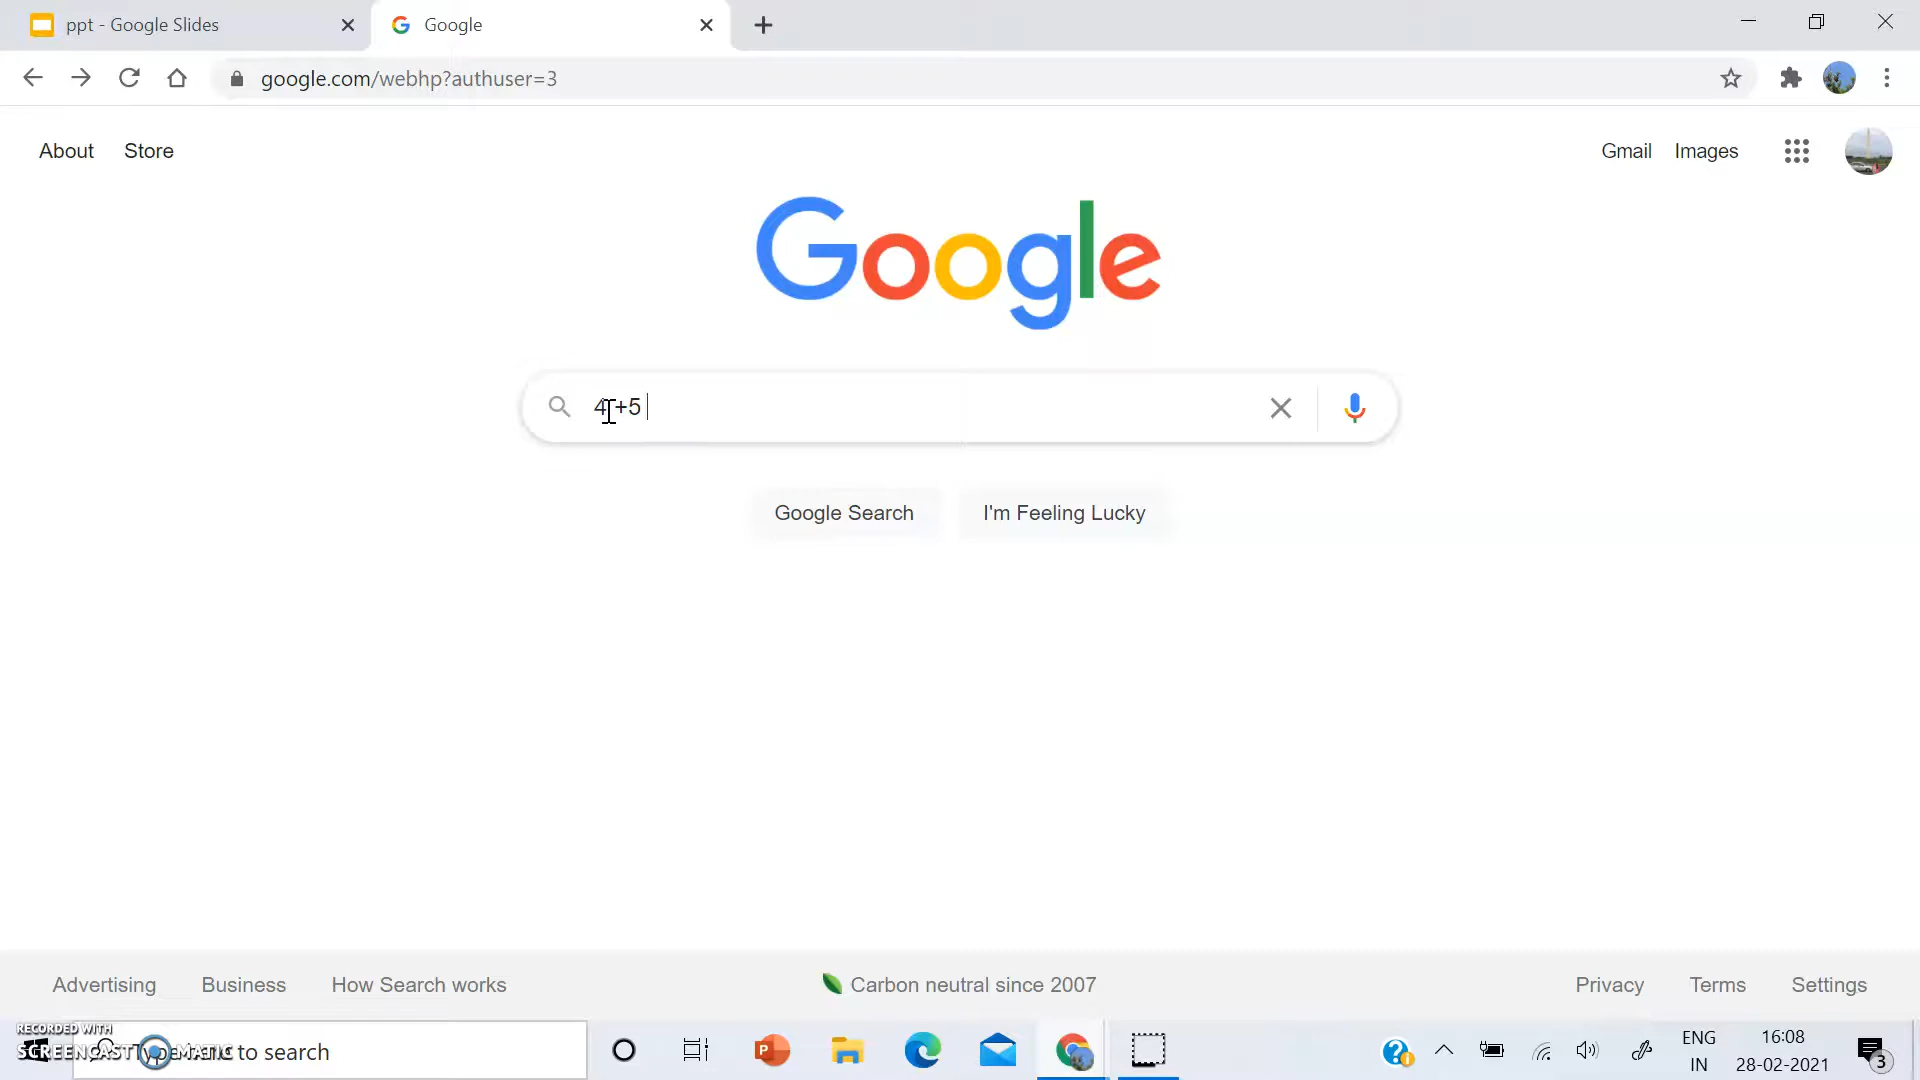 ppt - Google Slides
Google
google.com/webhp?authuser=3
About Store
Gmail Images
Google
4 +5
Google Search I'm Feeling Lucky
Advertising Business How Search works
Carbon neutral since 2007
Privacy Terms Settings
RECORDED WITH
SCREENCAST MATIC
to search
ENG
IN
16:08
28-02-2021
3